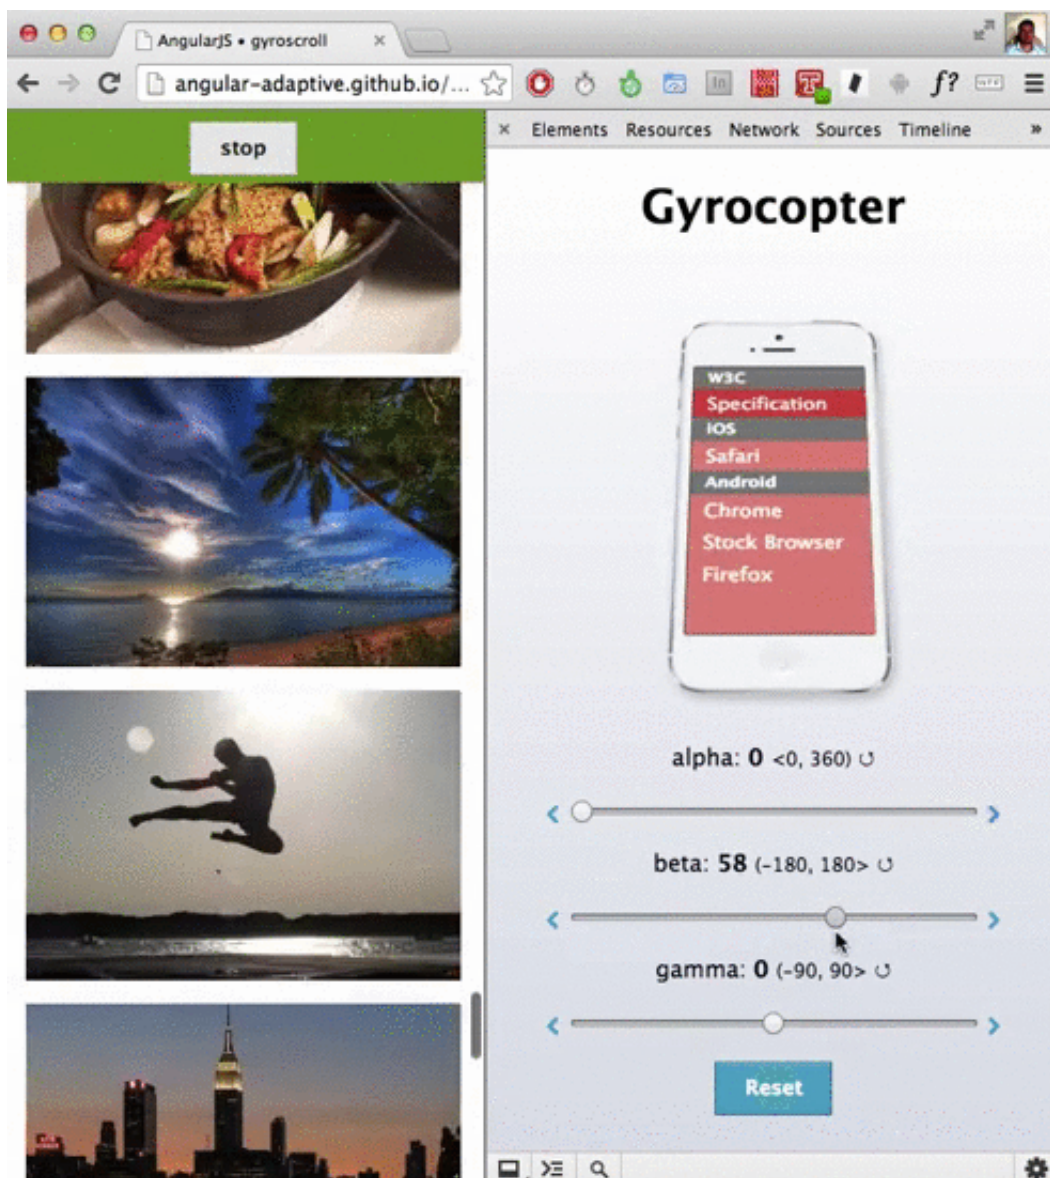 AngularJS • gyroscroll
angular-adaptive.github.io/...
f?
stop
Elements Resources Network Sources Timeline
Gyrocopter
W3C
Specification
iOS
Safari
Android
Chrome
Stock Browser
Firefox
alpha: 0 <0, 360) ↺
beta: 58 (-180, 180> ↺
gamma: 0 (-90, 90> ↺
Reset